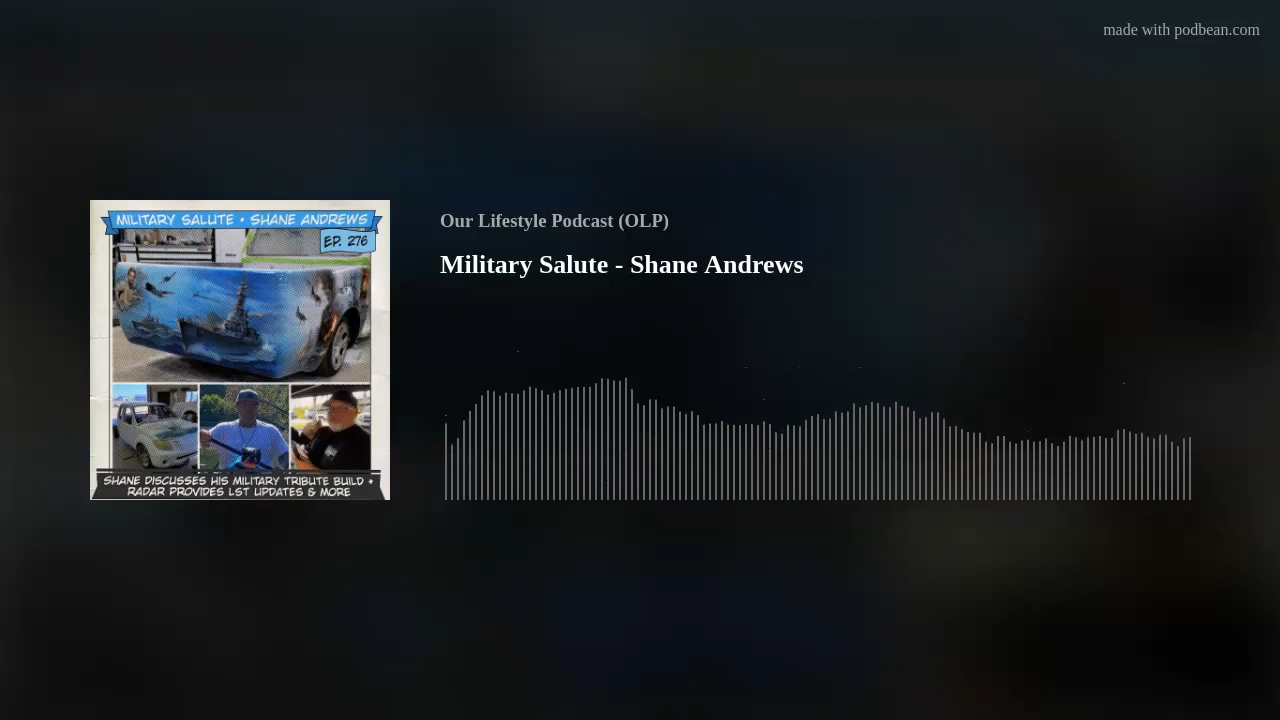 made with podbean.com
MILITARY SALUTE • SHANE ANDREWS
EP. 276
Our Lifestyle Podcast (OLP)
Military Salute - Shane Andrews
SHANE DISCUSSES HIS MILITARY TRIBUTE BUILD +
RADAR PROVIDES LST UPDATES & MORE